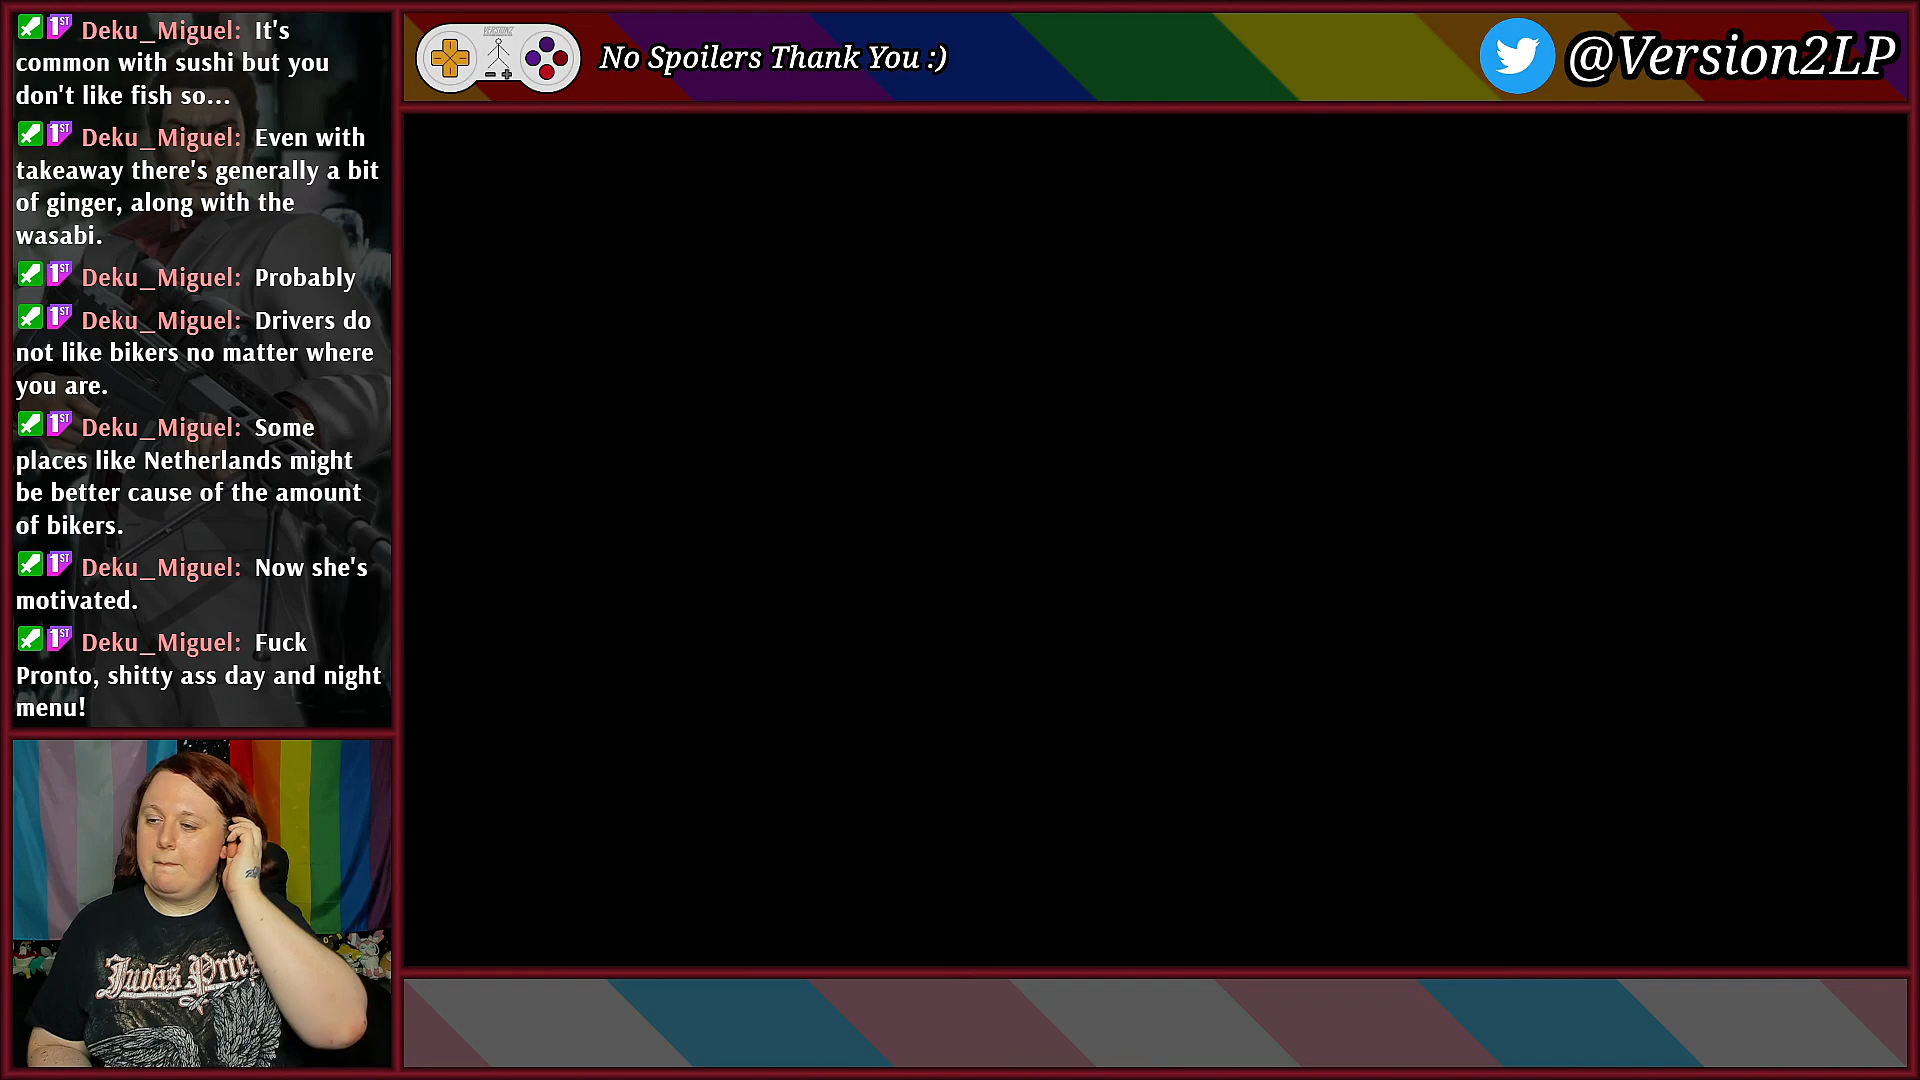 Deku_Miguel: It's
common with sushi but you
don't like fish so...
Deku_Miguel: Even with
takeaway there's generally a bit
of ginger, along with the
wasabi.
Deku_Miguel: Probably
Deku_Miguel: Drivers do
not like bikers no matter where
you are.
Deku_Miguel: Some
places like Netherlands might
be better cause of the amount
of bikers.
Deku_Miguel: Now she's
motivated.
Deku_Miguel: Fuck
Pronto, shitty ass day and night
menu!
No Spoilers Thank You :)
@Version2LP
Judas Pries